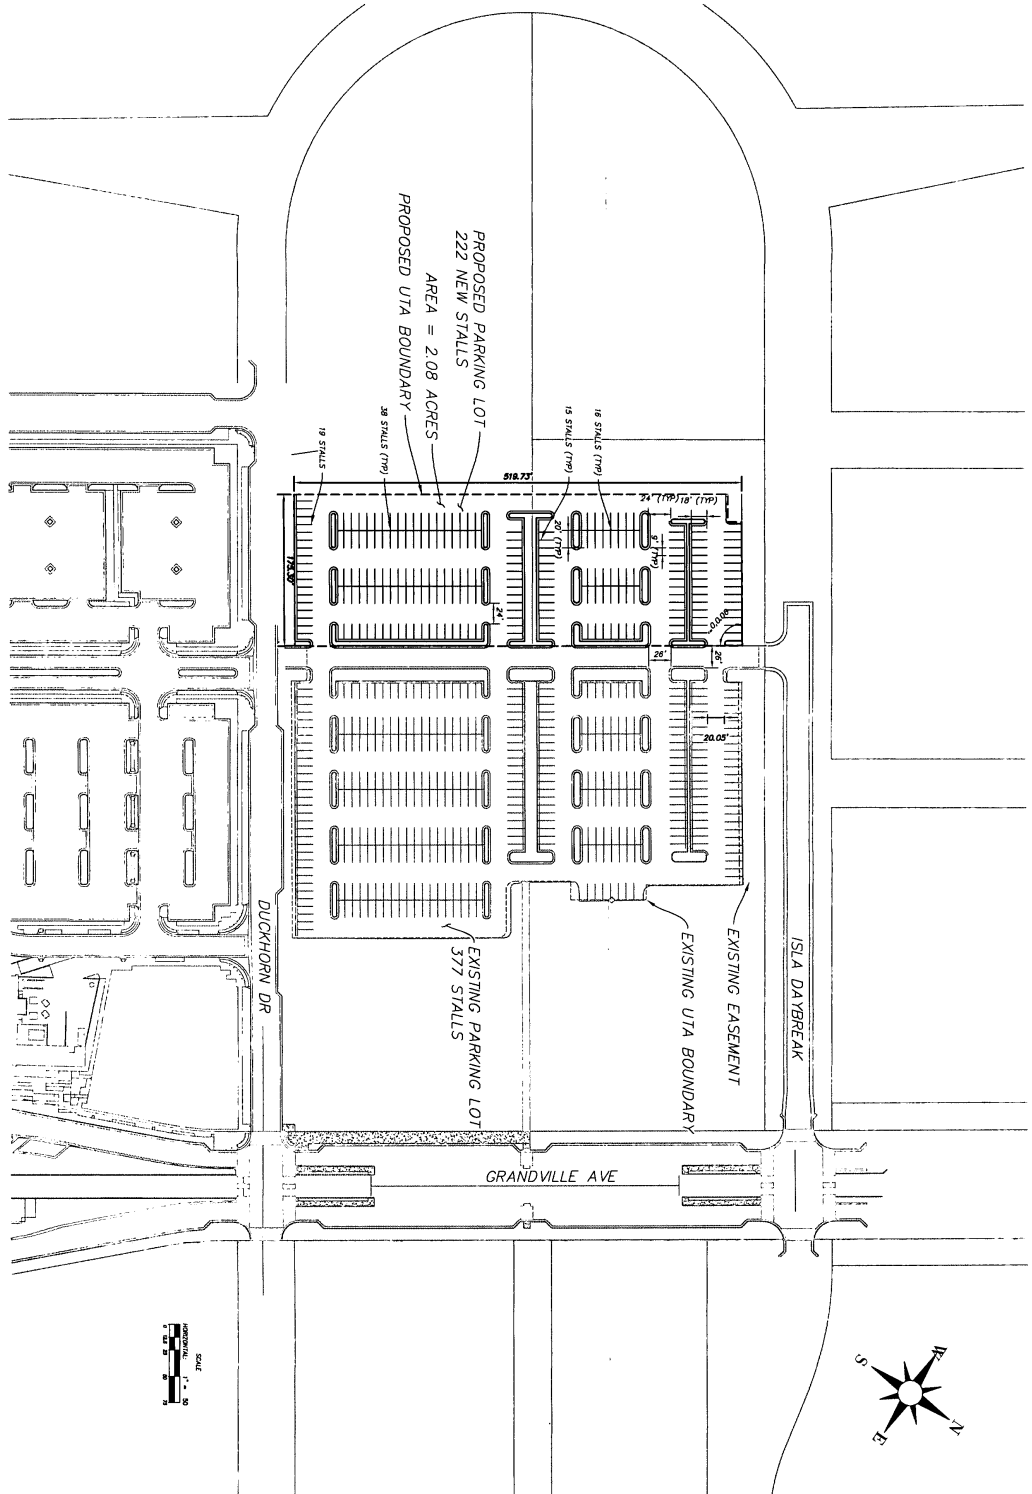 PROPOSED PARKING LOT
222 NEW STALLS
AREA = 2.08 ACRES
PROPOSED UTA BOUNDARY
38 STALLS (TYP)
19 STALLS
16 STALLS (TYP)
15 STALLS (TYP)
519.73'
24' (TYP)
18' (TYP)
20' (TYP)
9' (TYP)
24'
26'
26'
20.05'
EXISTING EASEMENT
EXISTING UTA BOUNDARY
EXISTING PARKING LOT
377 STALLS
ISLA DAYBREAK
DUCKHORN DR
GRANDVILLE AVE
SCALE
HORIZONTAL: 1" = 50
W
N
S
E